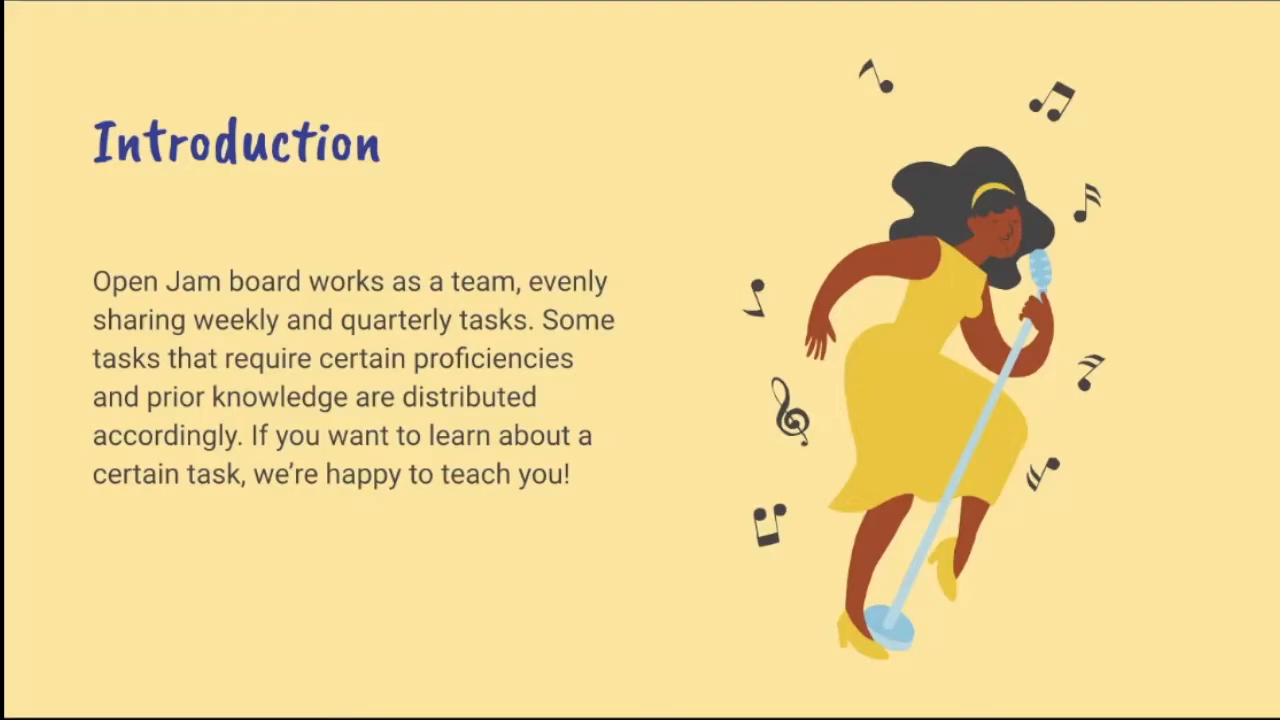 Introduction
Open Jam board works as a team, evenly
sharing weekly and quarterly tasks. Some
tasks that require certain proficiencies
and prior knowledge are distributed
accordingly. If you want to learn about a
certain task, we’re happy to teach you!